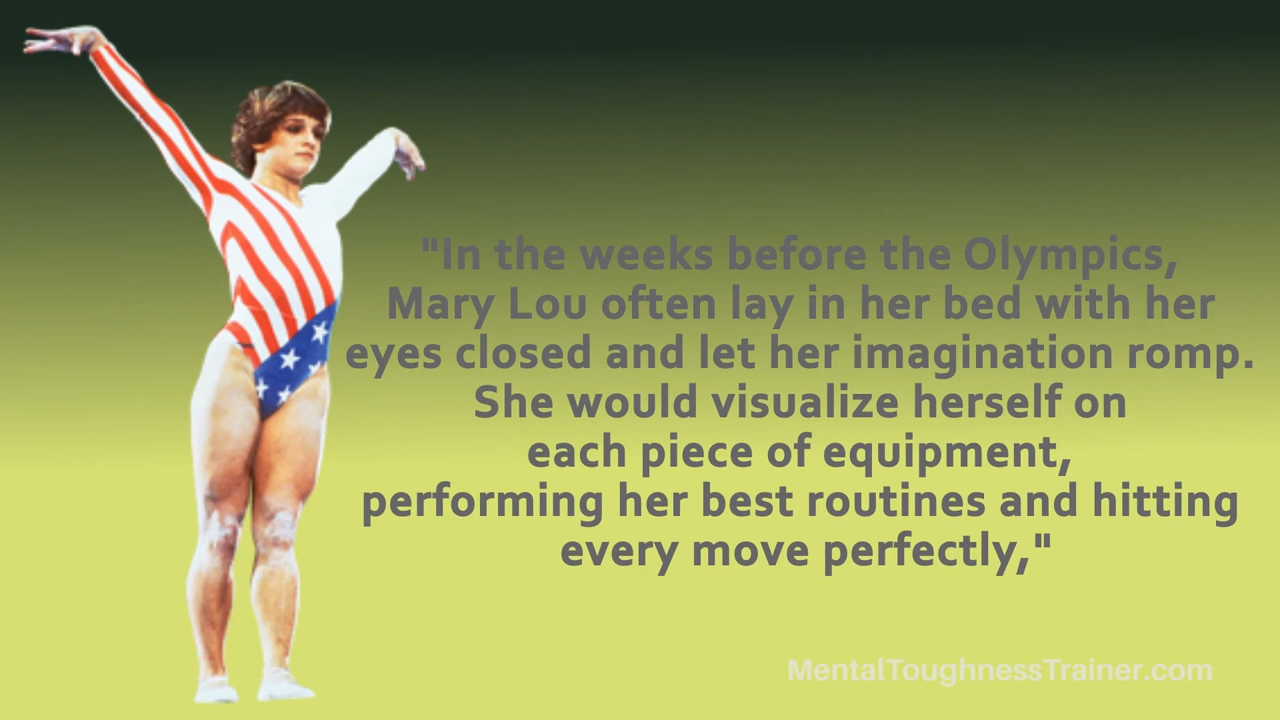 "In the weeks before the Olympics,
Mary Lou often lay in her bed with her
eyes closed and let her imagination romp.
She would visualize herself on
each piece of equipment,
performing her best routines and hitting
every move perfectly,"
MentalToughnessTrainer.com